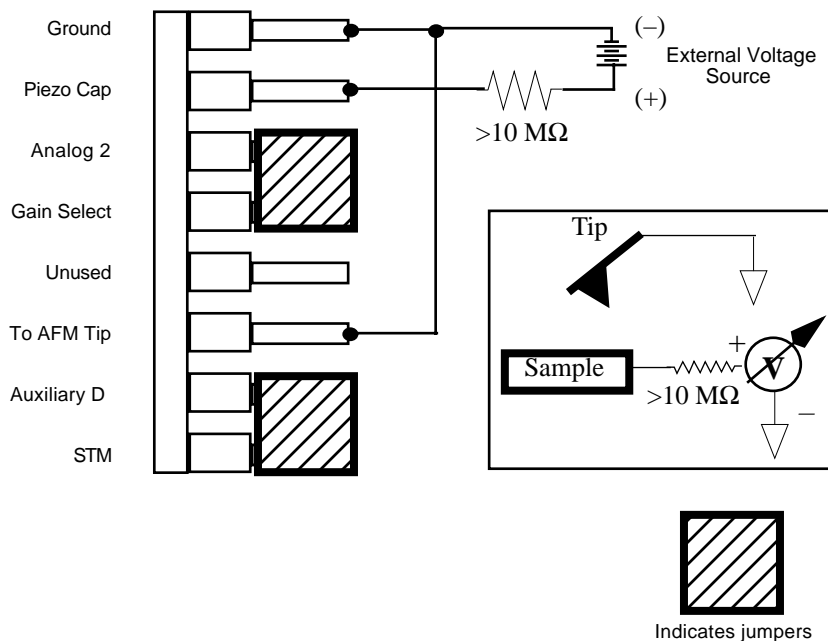 Ground
Piezo Cap
Analog 2
Gain Select
Unused
To AFM Tip
Auxiliary D
STM
(–)
External Voltage
Source
(+)
>10 MΩ
Tip
Sample
+
V
>10 MΩ
–
Indicates jumpers